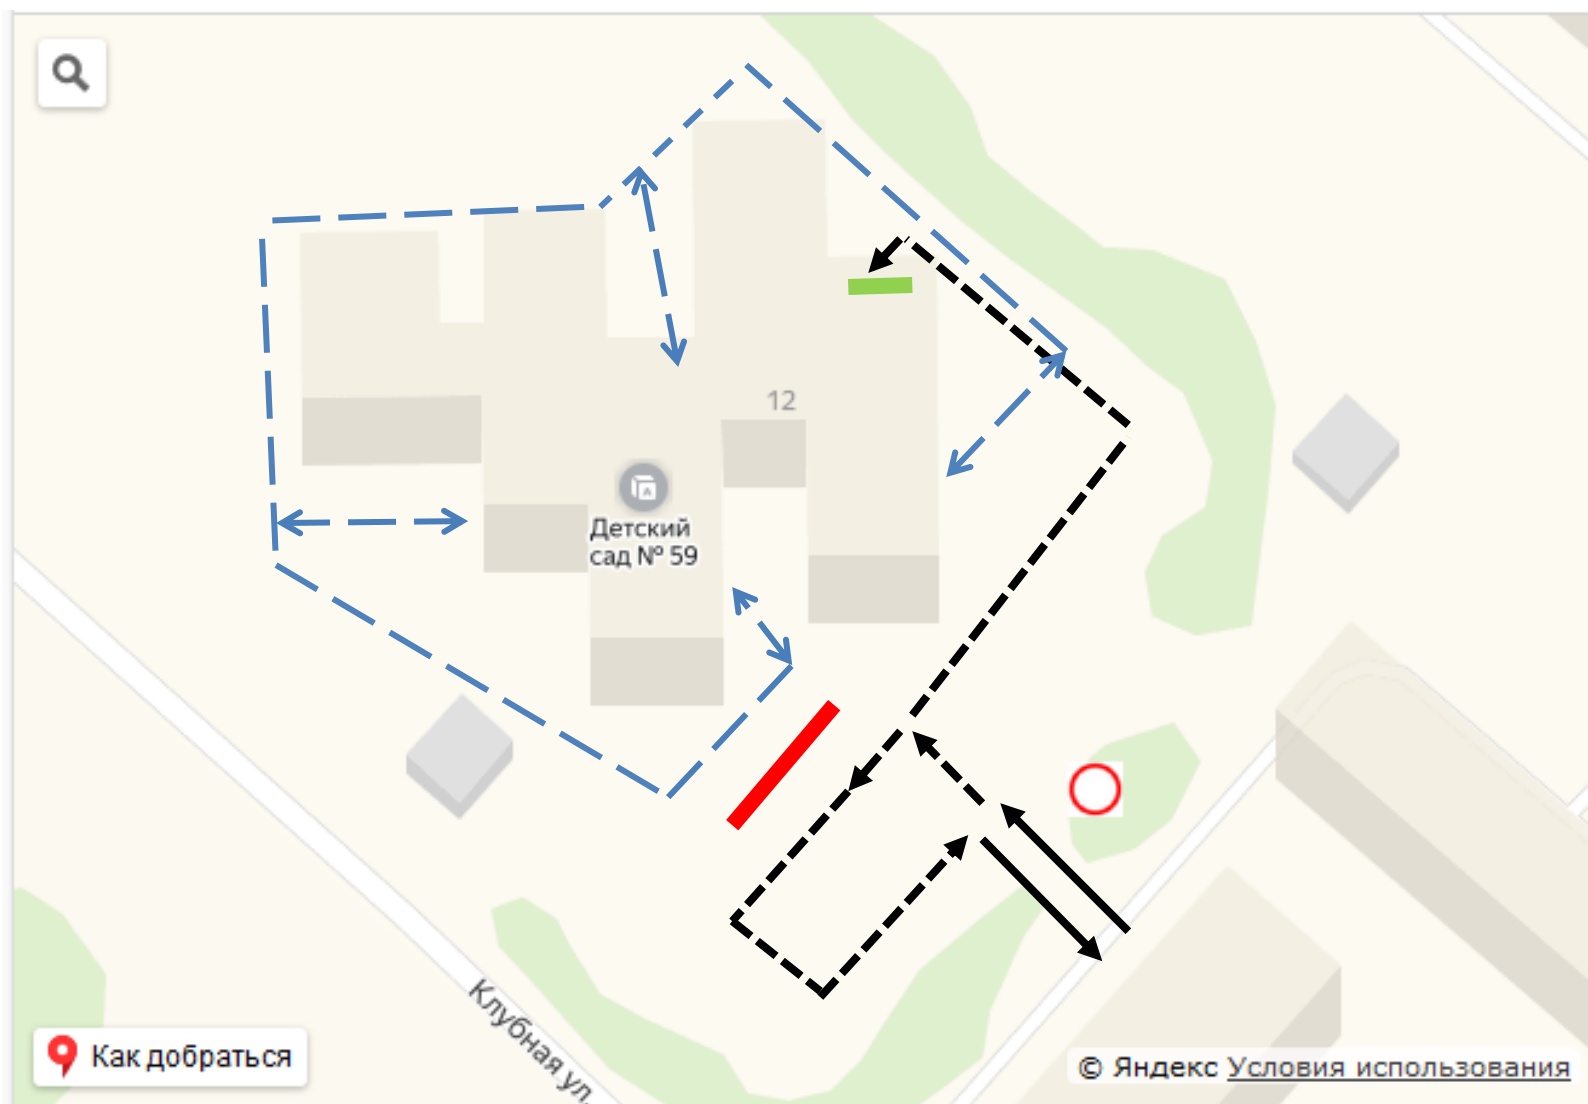 12
Детский
сад № 59
Клубная ул.
Как добраться
© Яндекс Условия использования